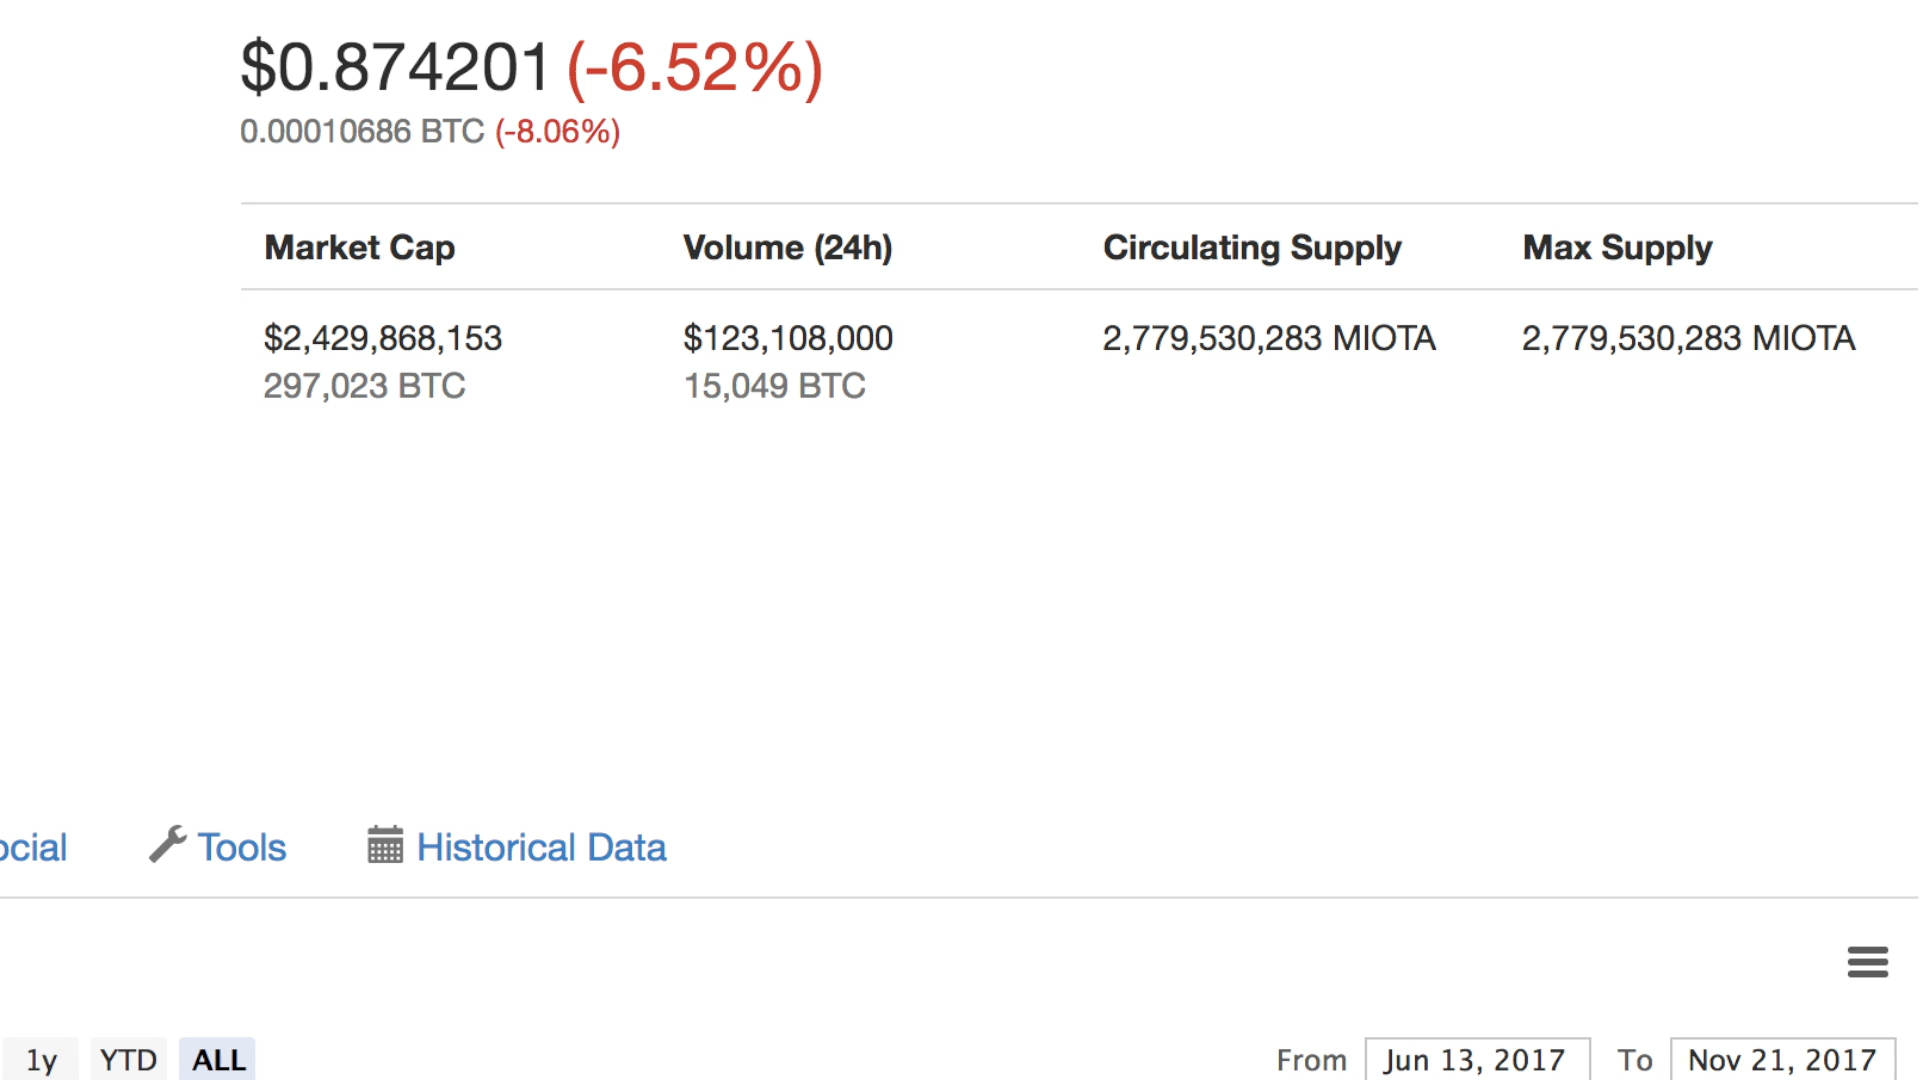 $0.874201 (-6.52%)
0.00010686 BTC (-8.06%)
Market Cap Volume (24h) Circulating Supply Max Supply
$2,429,868,153 $123,108,000 2,779,530,283 MIOTA 2,779,530,283 MIOTA
297,023 BTC 15,049 BTC
ocial Tools Historical Data
1y YTD ALL From Jun 13, 2017 To Nov 21, 2017